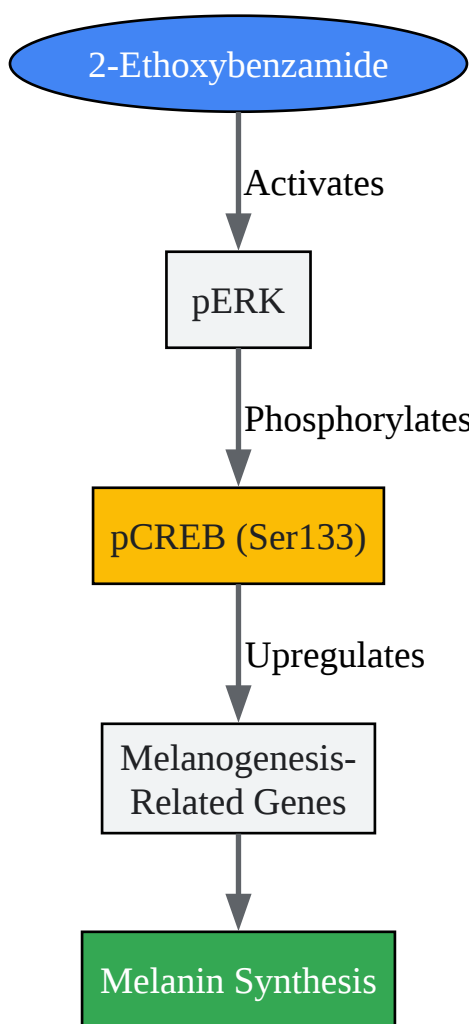 2-Ethoxybenzamide
Activates
pERK
Phosphorylates
pCREB (Ser133)
Upregulates
Melanogenesis-
Related Genes
Melanin Synthesis